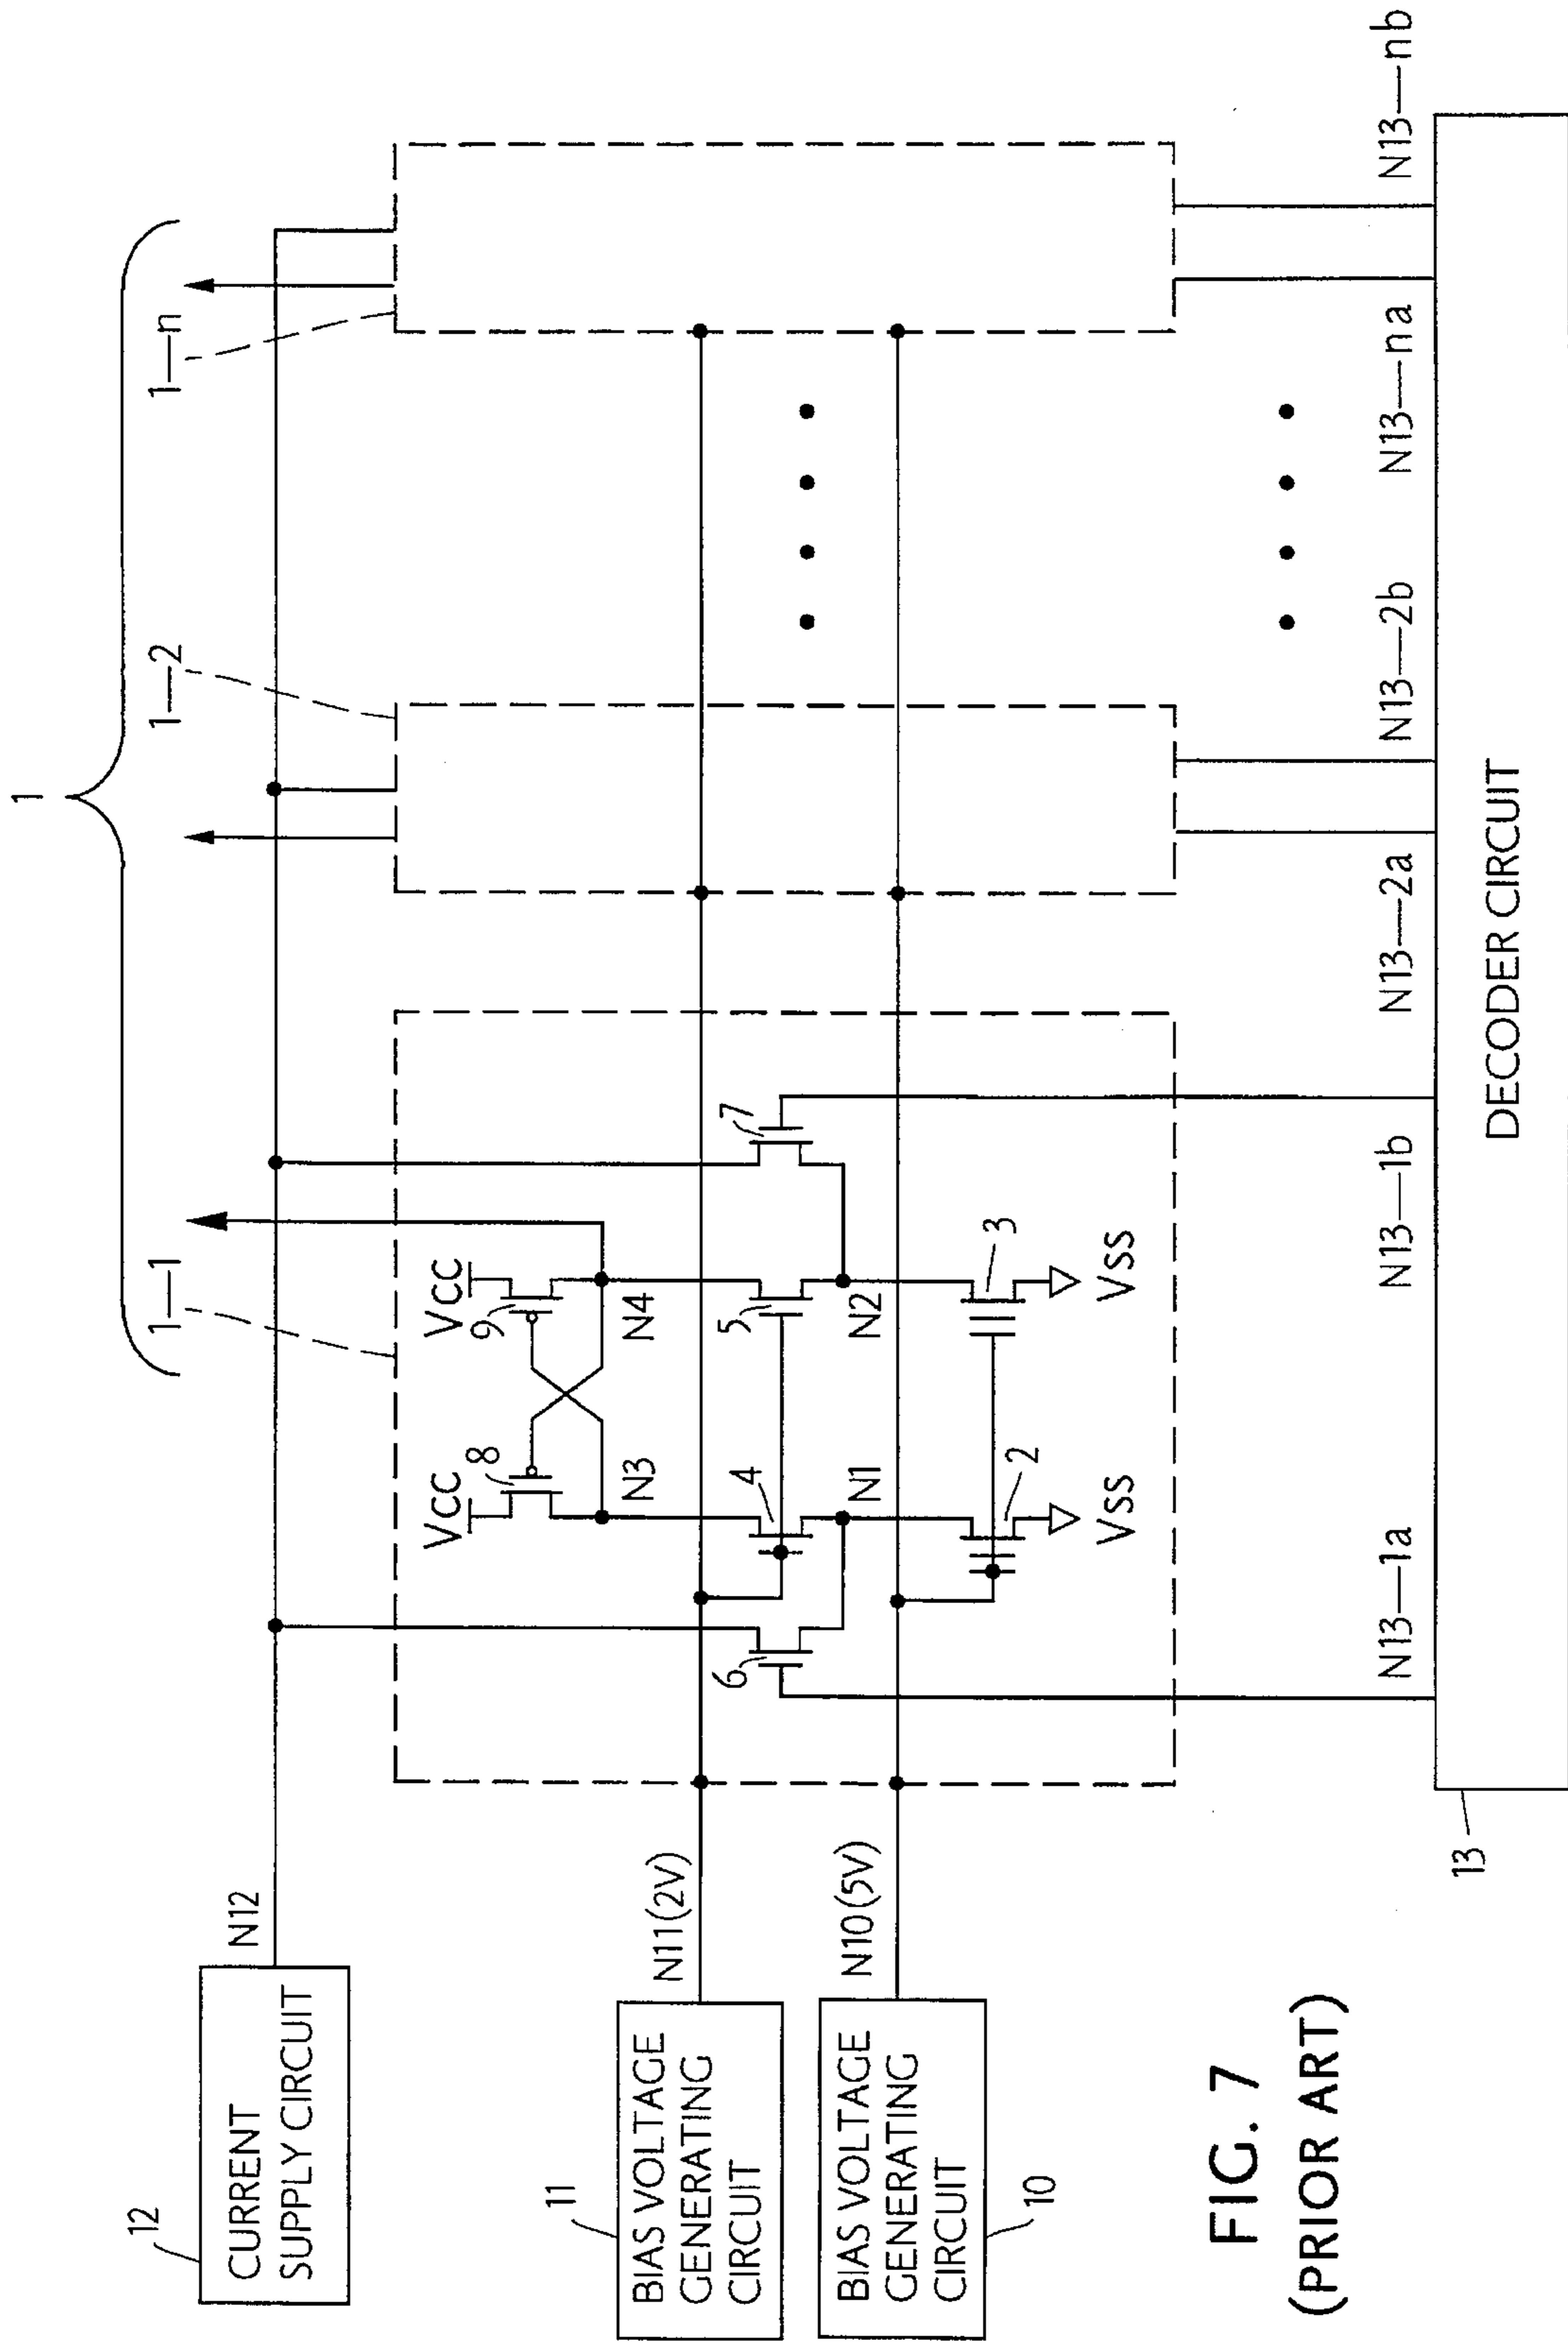 1
1—1
1—2
1—n
12
CURRENT
SUPPLY CIRCUIT
N12
VCC
VCC
8
9
N3
N4
11
BIAS VOLTAGE
GENERATING
CIRCUIT
N11(2V)
6
4
5
7
N1
N2
10
BIAS VOLTAGE
GENERATING
CIRCUIT
N10(5V)
2
3
VSS
VSS
N13—1a
N13—1b
N13—2a
N13—2b
N13—na
N13—nb
13
DECODER CIRCUIT
FIG. 7
(PRIOR ART)